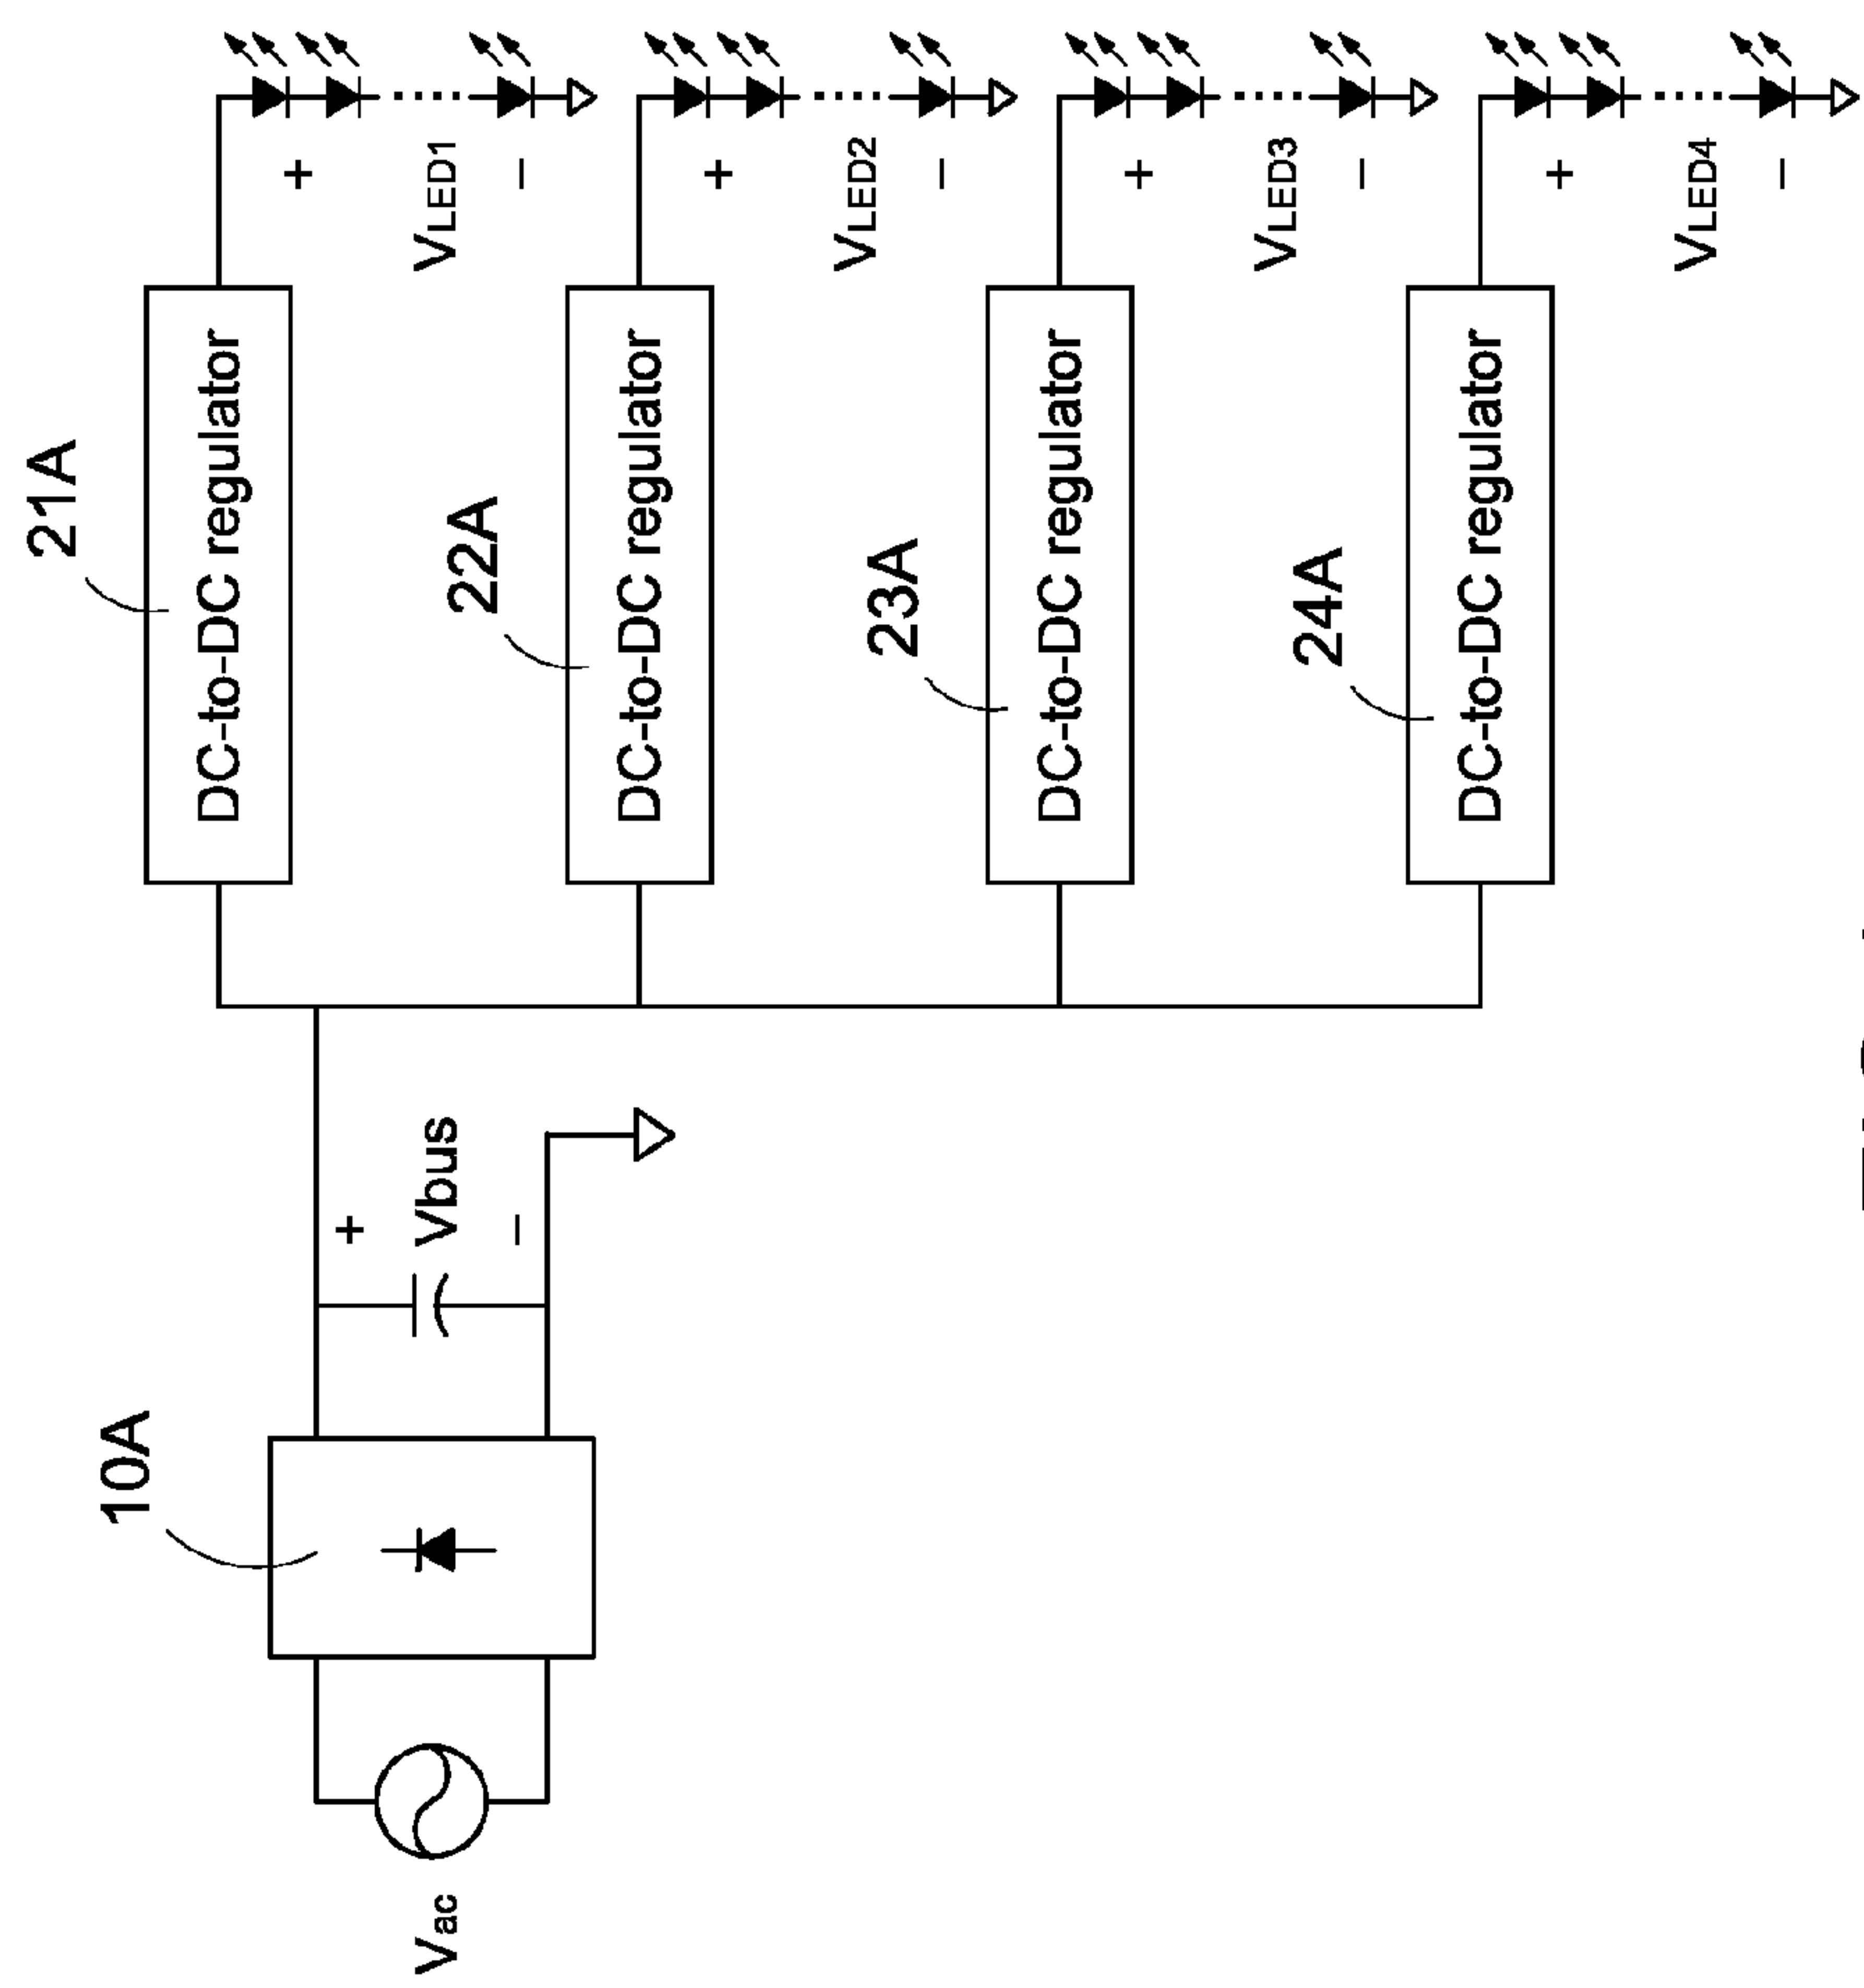 21A
DC-to-DC regulator
+
VLED1
−
22A
DC-to-DC regulator
+
VLED2
−
23A
DC-to-DC regulator
+
VLED3
−
24A
DC-to-DC regulator
+
VLED4
−
10A
+
Vbus
−
Vac